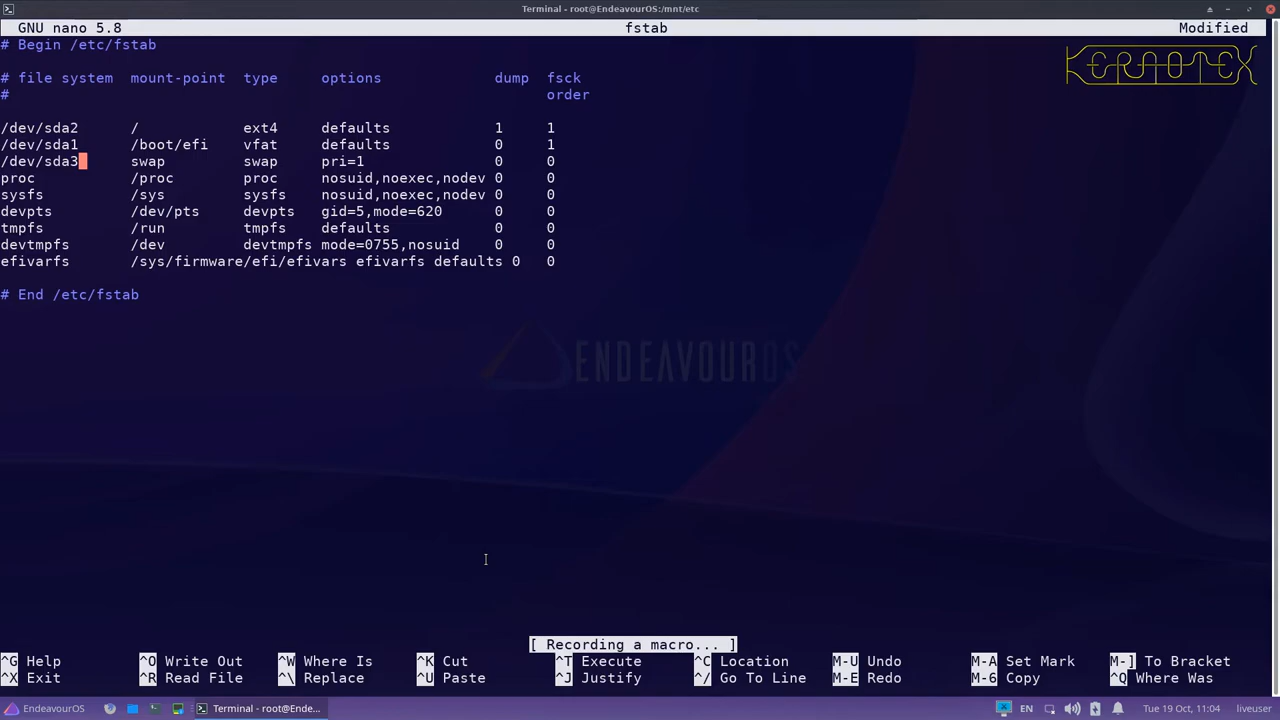 Terminal - root@EndeavourOS:/mnt/etc
GNU nano 5.8 fstab Modified
# Begin /etc/fstab
KERNOTEX
# file system mount-point type options dump fsck
# order
/dev/sda2 / ext4 defaults 1 1
/dev/sda1 /boot/efi vfat defaults 0 1
/dev/sda3 swap swap pri=1 0 0
proc /proc proc nosuid,noexec,nodev 0 0
sysfs /sys sysfs nosuid,noexec,nodev 0 0
devpts /dev/pts devpts gid=5,mode=620 0 0
tmpfs /run tmpfs defaults 0 0
devtmpfs /dev devtmpfs mode=0755,nosuid 0 0
efivarfs /sys/firmware/efi/efivars efivarfs defaults 0 0
# End /etc/fstab
ENDEAVOUROS
[ Recording a macro... ]
^G Help ^O Write Out ^W Where Is ^K Cut ^T Execute ^C Location M-U Undo M-A Set Mark M-] To Bracket
^X Exit ^R Read File ^\ Replace ^U Paste ^J Justify ^/ Go To Line M-E Redo M-6 Copy ^Q Where Was
EndeavourOS Terminal - root@Ende... EN Tue 19 Oct, 11:04 liveuser